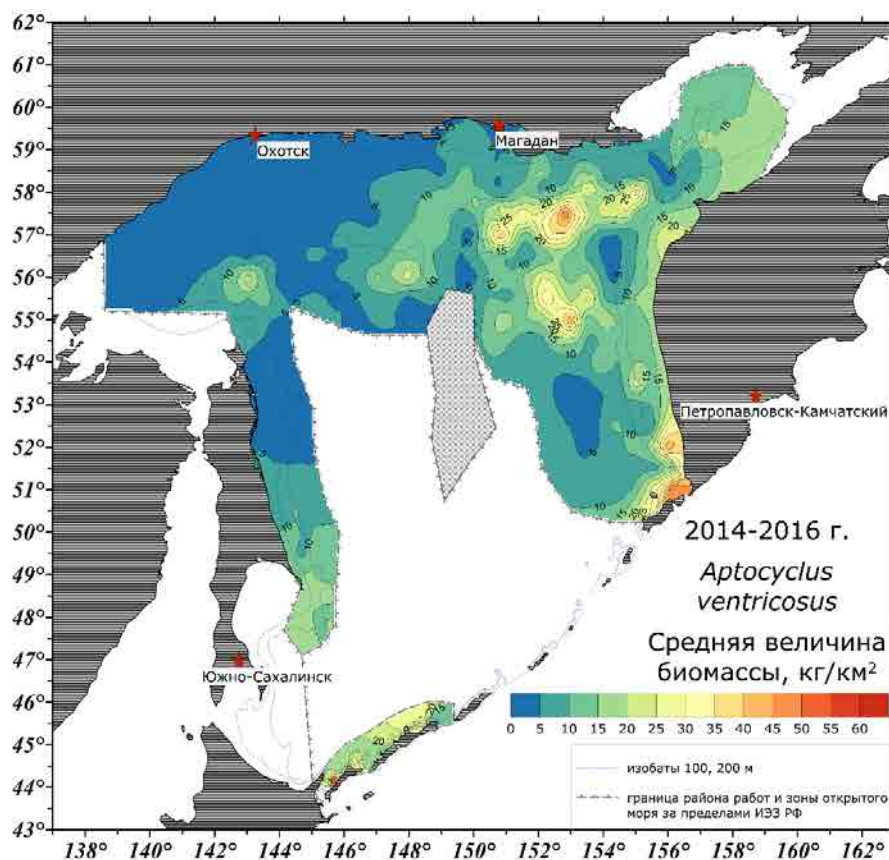 62°
61°
60°
59°
58°
57°
56°
55°
54°
53°
52°
51°
50°
49°
48°
47°
46°
45°
44°
43°
Охотск
Магадан
Петропавловск-Камчатский
Южно-Сахалинск
2014-2016 г.
Aptocyclus
ventricosus
Средняя величина
биомассы, кг/км²
0 5 10 15 20 25 30 35 40 45 50 55 60
изобаты 100, 200 м
граница района работ и зоны открытого
моря за пределами ИЭЗ РФ
138° 140° 142° 144° 146° 148° 150° 152° 154° 156° 158° 160° 162°